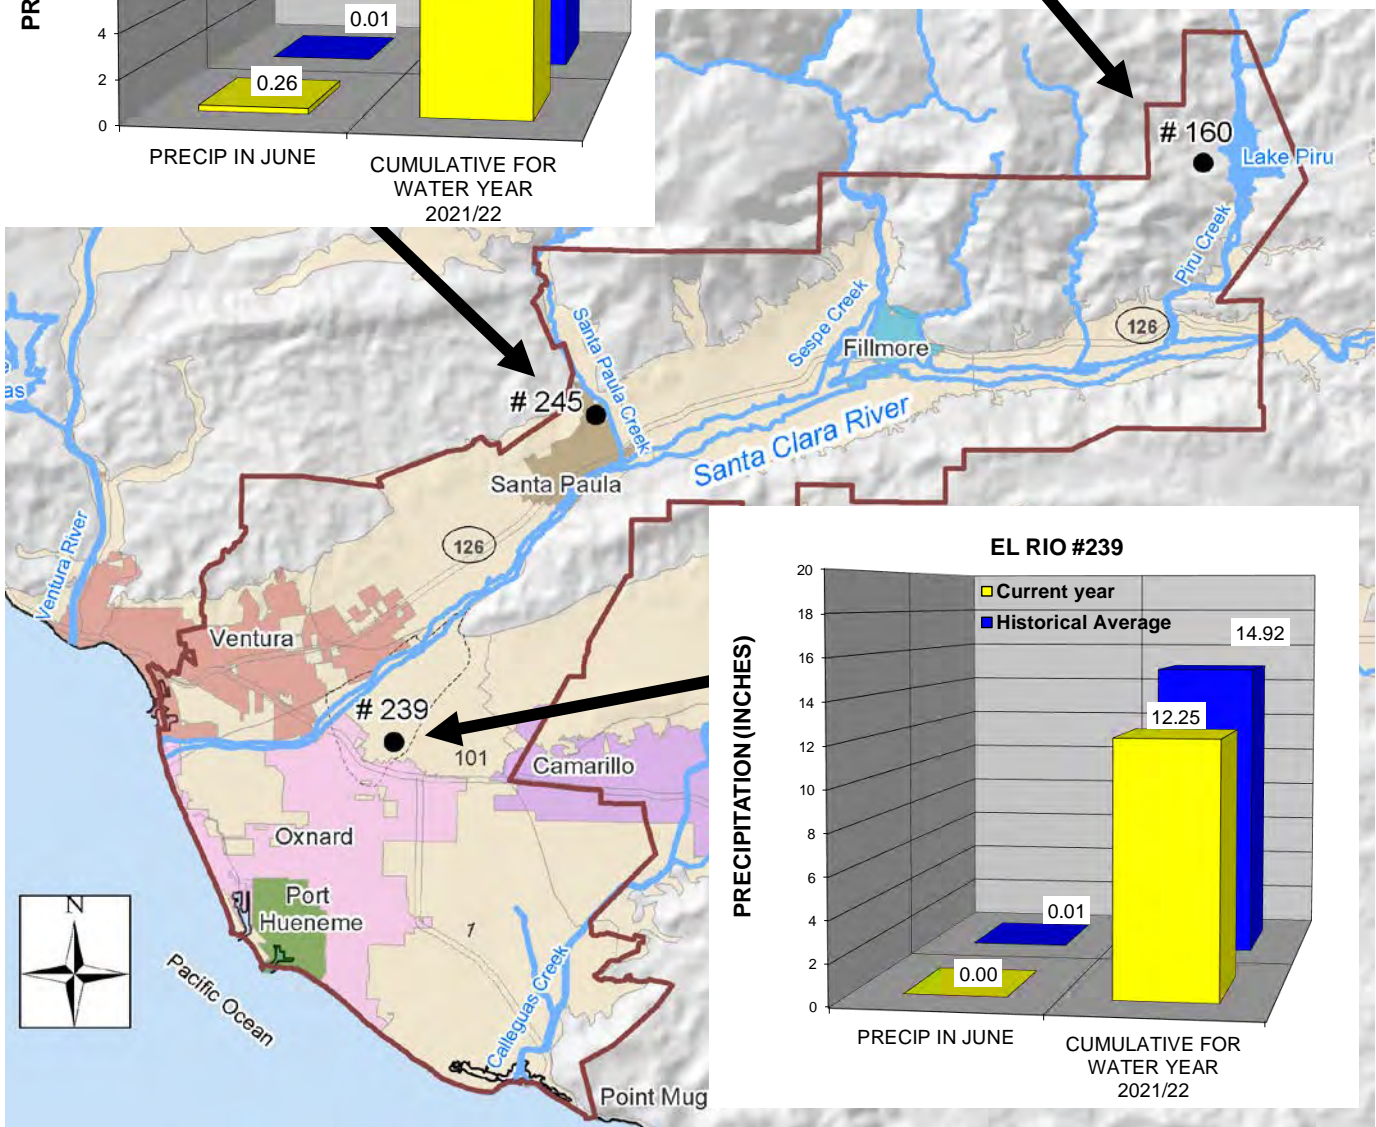 PR
4
2
0
0.01
0.26
PRECIP IN JUNE
CUMULATIVE FOR
WATER YEAR
2021/22
# 160
Lake Piru
Piru Creek
126
Sespe Creek
Fillmore
Santa Paula Creek
# 245
Santa Clara River
Santa Paula
as
126
Ventura River
Ventura
# 239
101
Camarillo
Oxnard
Port
Hueneme
1
N
Pacific Ocean
Calleguas Creek
Point Mug
EL RIO #239
Current year
Historical Average
PRECIPITATION (INCHES)
20
18
16
14
12
10
8
6
4
2
0
14.92
12.25
0.01
0.00
PRECIP IN JUNE
CUMULATIVE FOR
WATER YEAR
2021/22